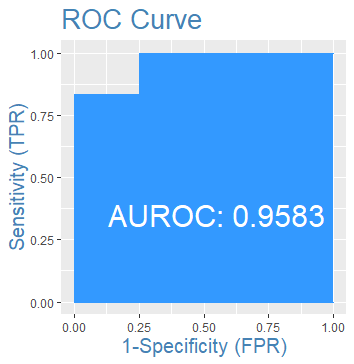 ROC Curve
Sensitivity (TPR)
1.00
0.75
0.50
0.25
0.00
AUROC: 0.9583
0.00 0.25 0.50 0.75 1.00
1-Specificity (FPR)